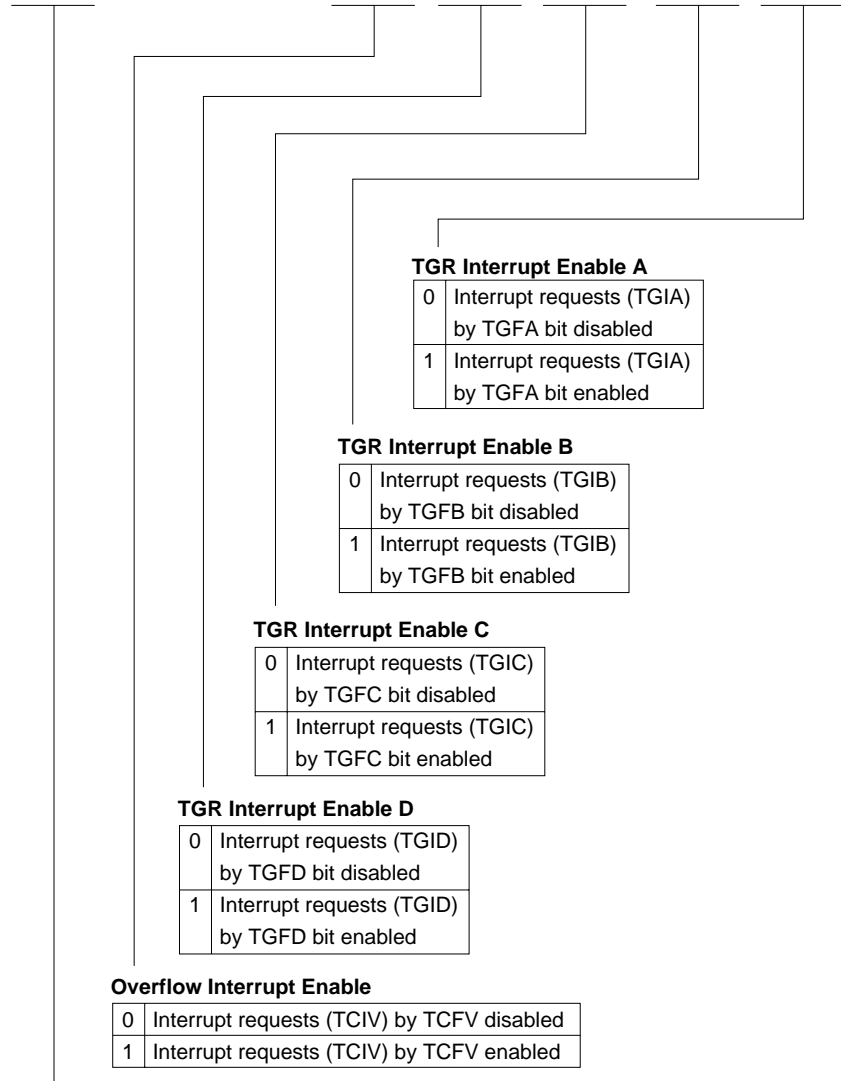 TGR Interrupt Enable A
0 Interrupt requests (TGIA)
by TGFA bit disabled
1 Interrupt requests (TGIA)
by TGFA bit enabled
TGR Interrupt Enable B
0 Interrupt requests (TGIB)
by TGFB bit disabled
1 Interrupt requests (TGIB)
by TGFB bit enabled
TGR Interrupt Enable C
0 Interrupt requests (TGIC)
by TGFC bit disabled
1 Interrupt requests (TGIC)
by TGFC bit enabled
TGR Interrupt Enable D
0 Interrupt requests (TGID)
by TGFD bit disabled
1 Interrupt requests (TGID)
by TGFD bit enabled
Overflow Interrupt Enable
0 Interrupt requests (TCIV) by TCFV disabled
1 Interrupt requests (TCIV) by TCFV enabled